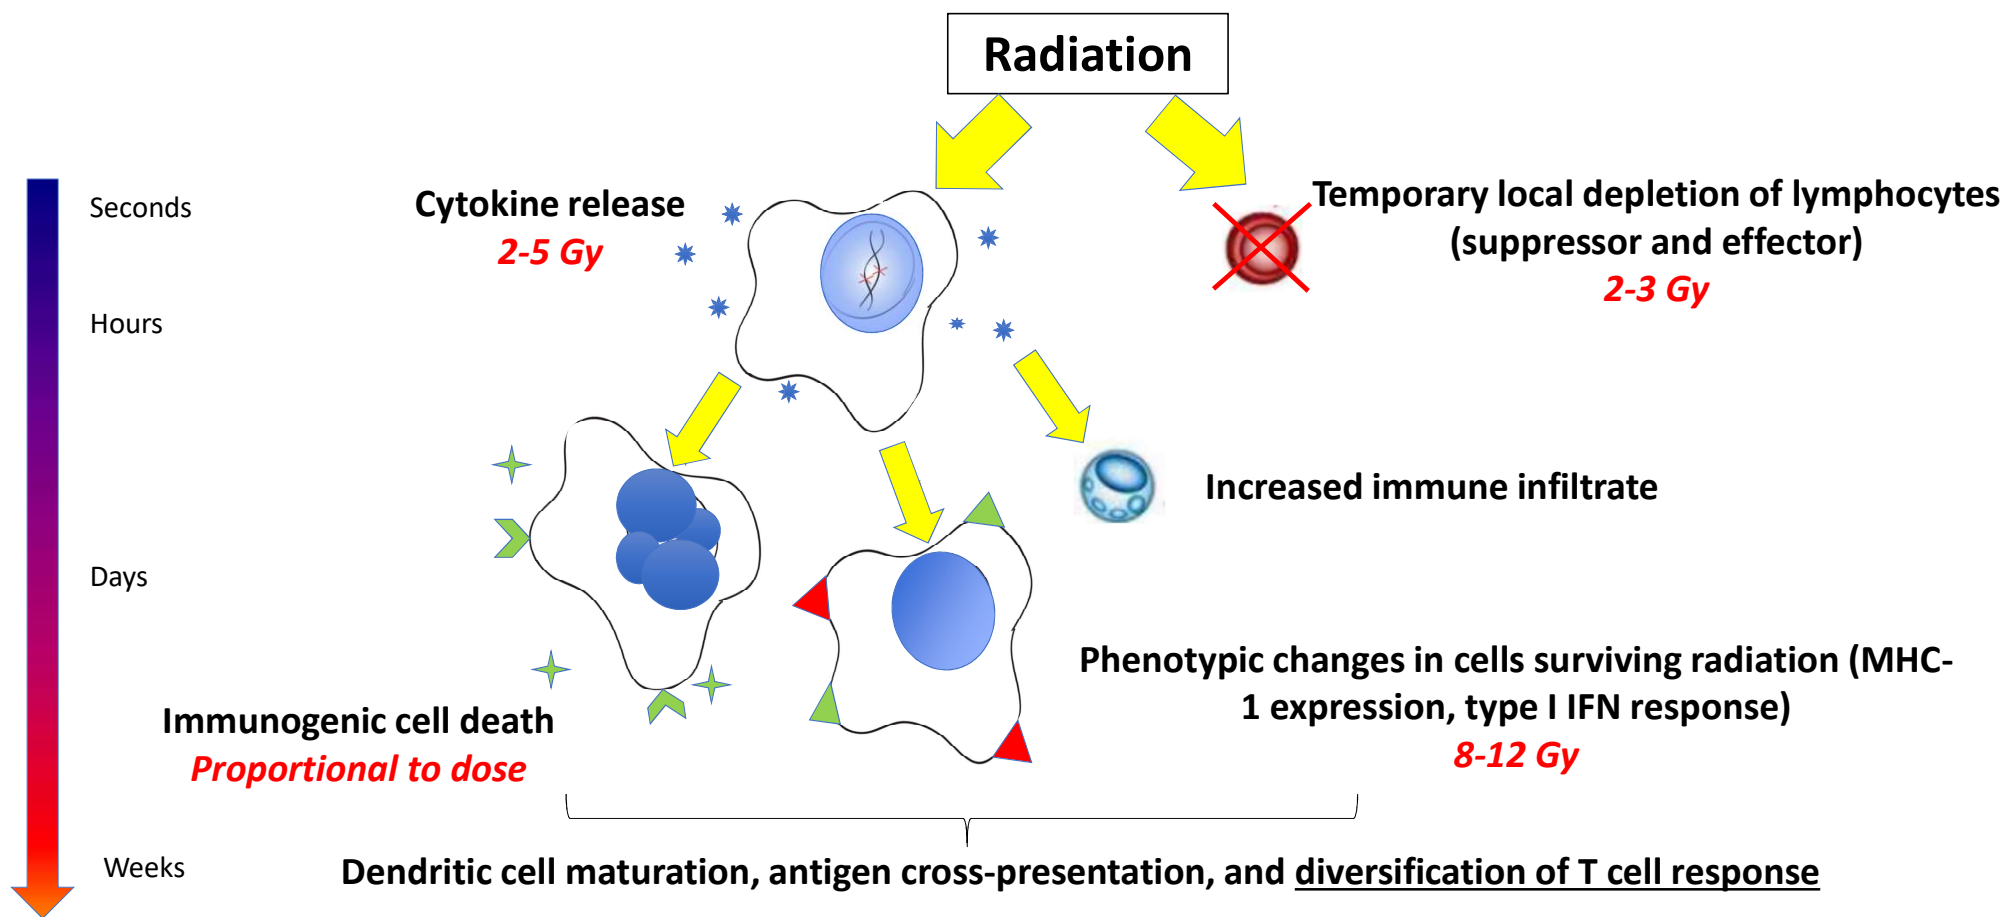 Radiation
Seconds
Cytokine release
2-5 Gy
Temporary local depletion of lymphocytes
(suppressor and effector)
2-3 Gy
Hours
Increased immune infiltrate
Days
Phenotypic changes in cells surviving radiation (MHC-
1 expression, type I IFN response)
8-12 Gy
Immunogenic cell death
Proportional to dose
Weeks
Dendritic cell maturation, antigen cross-presentation, and diversification of T cell response